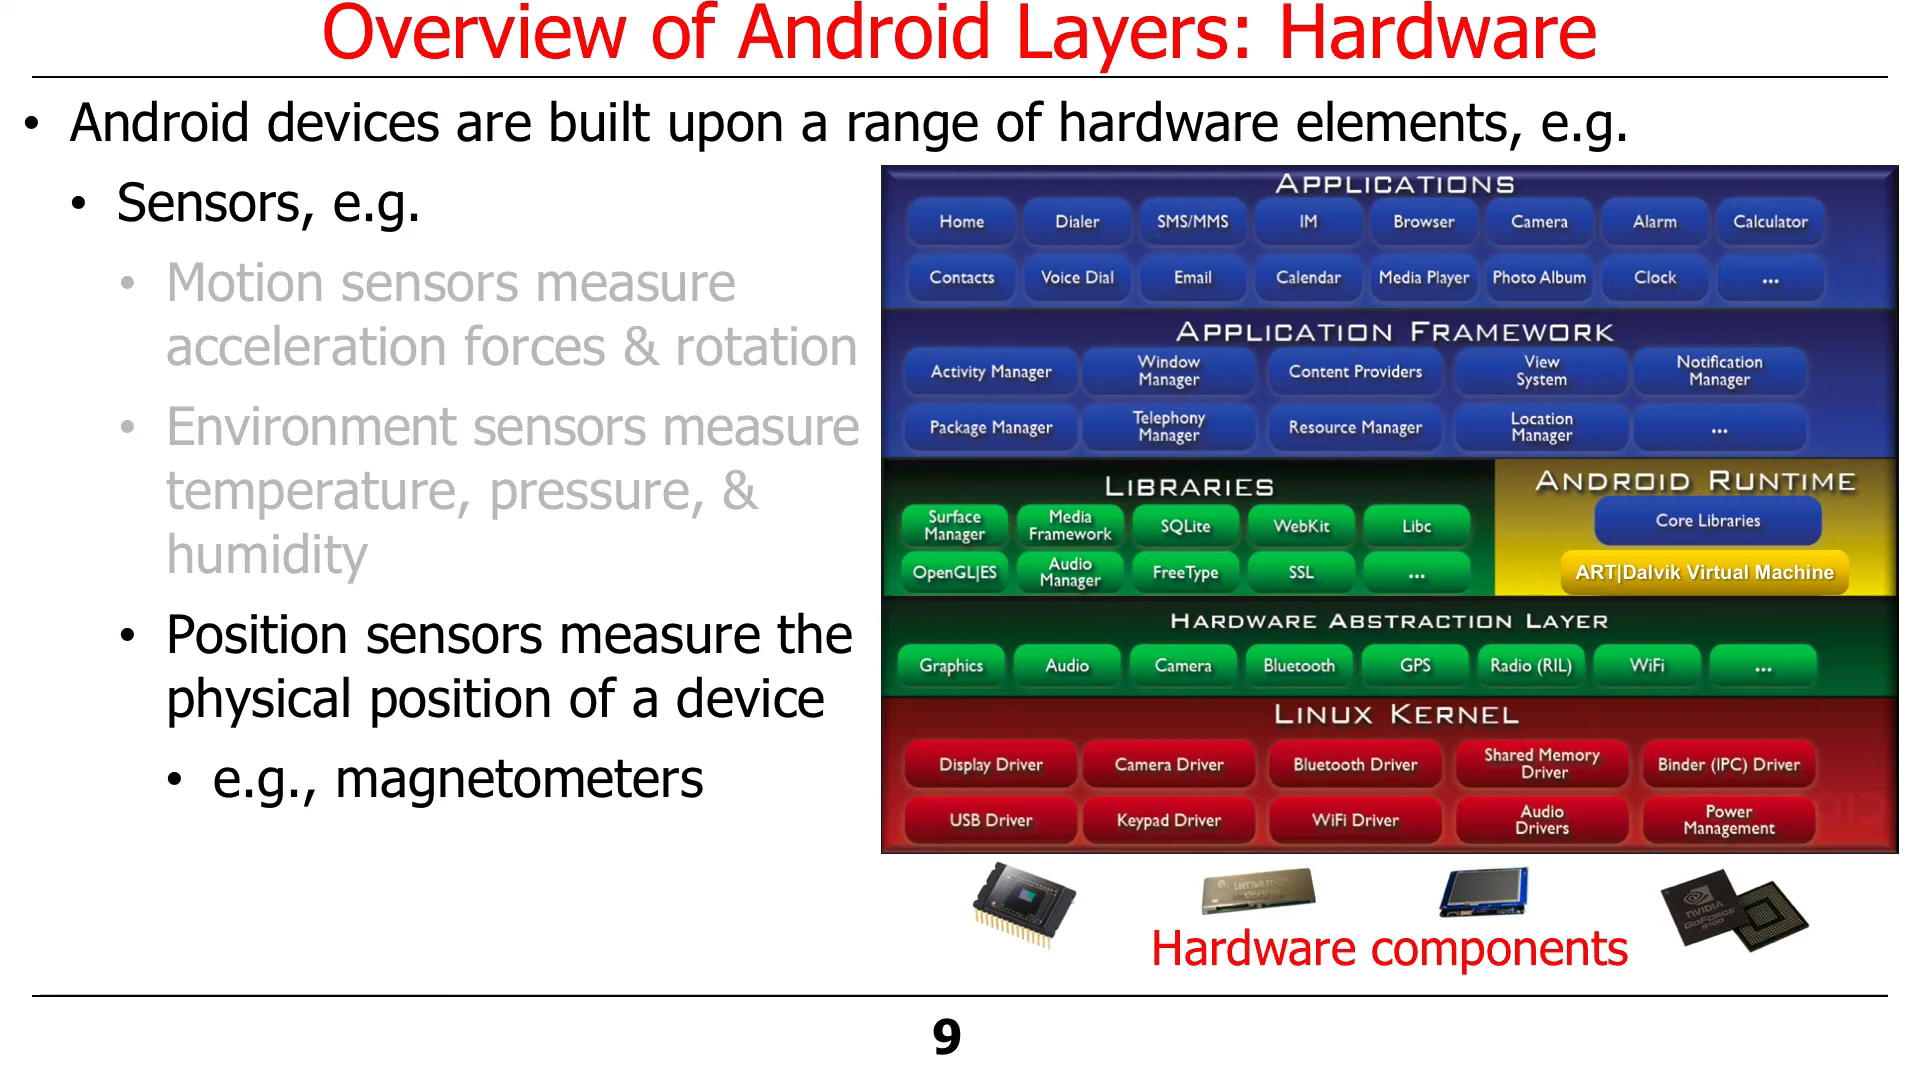 Overview of Android Layers: Hardware
• Android devices are built upon a range of hardware elements, e.g.
• Sensors, e.g.
• Motion sensors measure
acceleration forces & rotation
• Environment sensors measure
temperature, pressure, &
humidity
• Position sensors measure the
physical position of a device
• e.g., magnetometers
APPLICATIONS
Home Dialer SMS/MMS IM Browser Camera Alarm Calculator
Contacts Voice Dial Email Calendar Media Player Photo Album Clock ...
APPLICATION FRAMEWORK
Activity Manager Window Manager Content Providers View System Notification Manager
Package Manager Telephony Manager Resource Manager Location Manager ...
LIBRARIES
Surface Manager Media Framework SQLite WebKit Libc
OpenGL|ES Audio Manager FreeType SSL ...
ANDROID RUNTIME
Core Libraries
ART|Dalvik Virtual Machine
HARDWARE ABSTRACTION LAYER
Graphics Audio Camera Bluetooth GPS Radio (RIL) WiFi ...
LINUX KERNEL
Display Driver Camera Driver Bluetooth Driver Shared Memory Driver Binder (IPC) Driver
USB Driver Keypad Driver WiFi Driver Audio Drivers Power Management
NVIDIA
GOFORCE
Hardware components
9